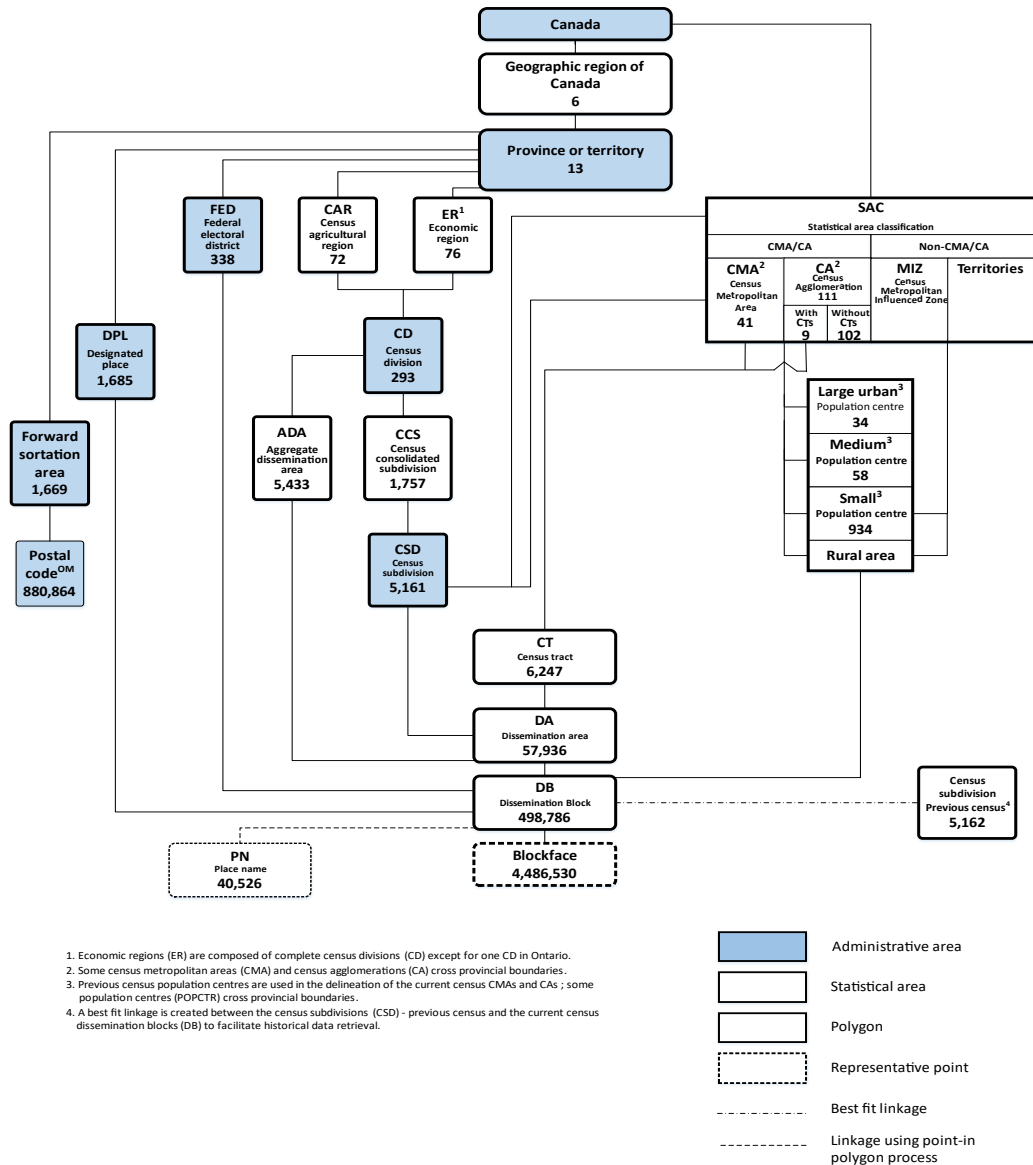 Canada
Geographic region of
Canada
6
Province or territory
13
FED
Federal
electoral
district
338
CAR
Census
agricultural
region
72
ER¹
Economic
region
76
SAC
Statistical area classification
CMA/CA
Non-CMA/CA
CMA²
Census
Metropolitan
Area
41
CA²
Census
Agglomeration
111
With
CTs
9
Without
CTs
102
MIZ
Census
Metropolitan
Influenced Zone
Territories
DPL
Designated
place
1,685
CD
Census
division
293
Large urban³
Population centre
34
Medium³
Population centre
58
Small³
Population centre
934
Rural area
Forward
sortation
area
1,669
ADA
Aggregate
dissemination
area
5,433
CCS
Census
consolidated
subdivision
1,757
Postal
codeᴼᴹ
880,864
CSD
Census
subdivision
5,161
CT
Census tract
6,247
DA
Dissemination area
57,936
DB
Dissemination Block
498,786
Census
subdivision
Previous census⁴
5,162
PN
Place name
40,526
Blockface
4,486,530
1. Economic regions (ER) are composed of complete census divisions (CD) except for one CD in Ontario.
2. Some census metropolitan areas (CMA) and census agglomerations (CA) cross provincial boundaries.
3. Previous census population centres are used in the delineation of the current census CMAs and CAs ; some
population centres (POPCTR) cross provincial boundaries.
4. A best fit linkage is created between the census subdivisions (CSD) - previous census and the current census
dissemination blocks (DB) to facilitate historical data retrieval.
Administrative area
Statistical area
Polygon
Representative point
Best fit linkage
Linkage using point-in
polygon process